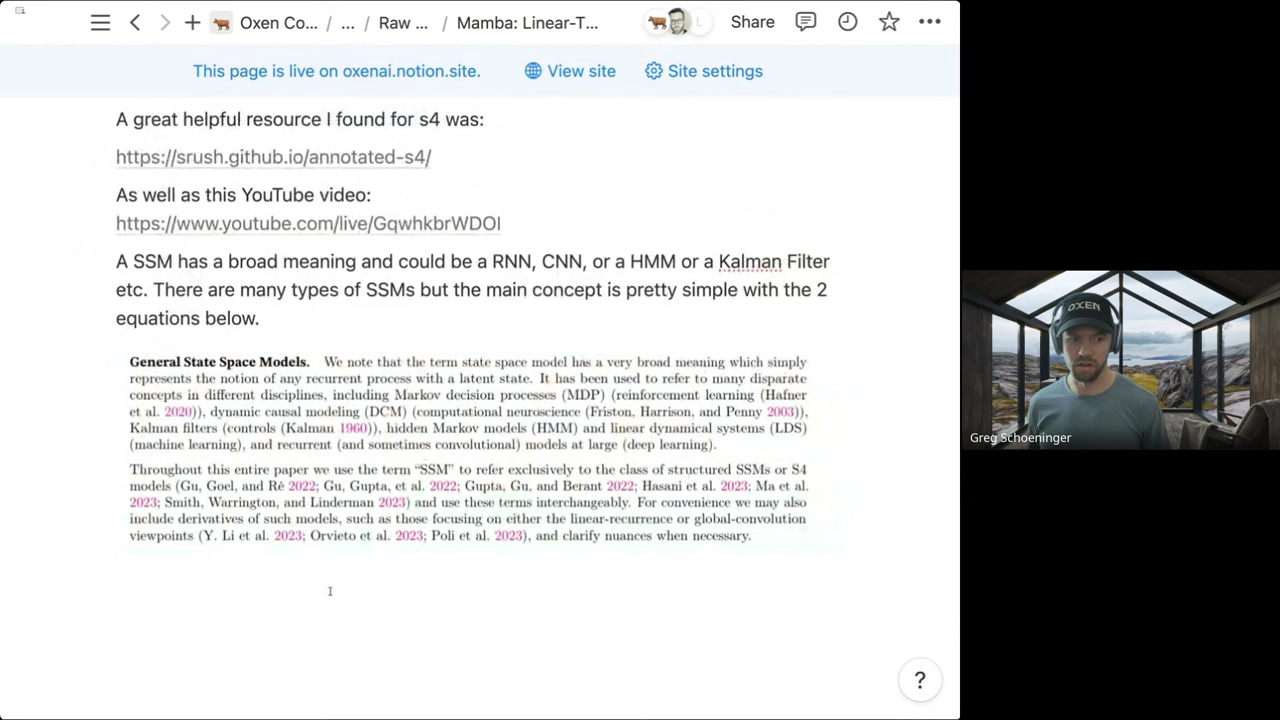 Oxen Co... / ... / Raw ... / Mamba: Linear-T... L Share
This page is live on oxenai.notion.site. View site Site settings
A great helpful resource I found for s4 was:
https://srush.github.io/annotated-s4/
As well as this YouTube video:
https://www.youtube.com/live/GqwhkbrWDOI
A SSM has a broad meaning and could be a RNN, CNN, or a HMM or a Kalman Filter
etc. There are many types of SSMs but the main concept is pretty simple with the 2
equations below.
General State Space Models. We note that the term state space model has a very broad meaning which simply
represents the notion of any recurrent process with a latent state. It has been used to refer to many disparate
concepts in different disciplines, including Markov decision processes (MDP) (reinforcement learning (Hafner
et al. 2020)), dynamic causal modeling (DCM) (computational neuroscience (Friston, Harrison, and Penny 2003)),
Kalman filters (controls (Kalman 1960)), hidden Markov models (HMM) and linear dynamical systems (LDS)
(machine learning), and recurrent (and sometimes convolutional) models at large (deep learning).
Throughout this entire paper we use the term “SSM” to refer exclusively to the class of structured SSMs or S4
models (Gu, Goel, and Ré 2022; Gu, Gupta, et al. 2022; Gupta, Gu, and Berant 2022; Hasani et al. 2023; Ma et al.
2023; Smith, Warrington, and Linderman 2023) and use these terms interchangeably. For convenience we may also
include derivatives of such models, such as those focusing on either the linear-recurrence or global-convolution
viewpoints (Y. Li et al. 2023; Orvieto et al. 2023; Poli et al. 2023), and clarify nuances when necessary.
?
OXEN
Greg Schoeninger